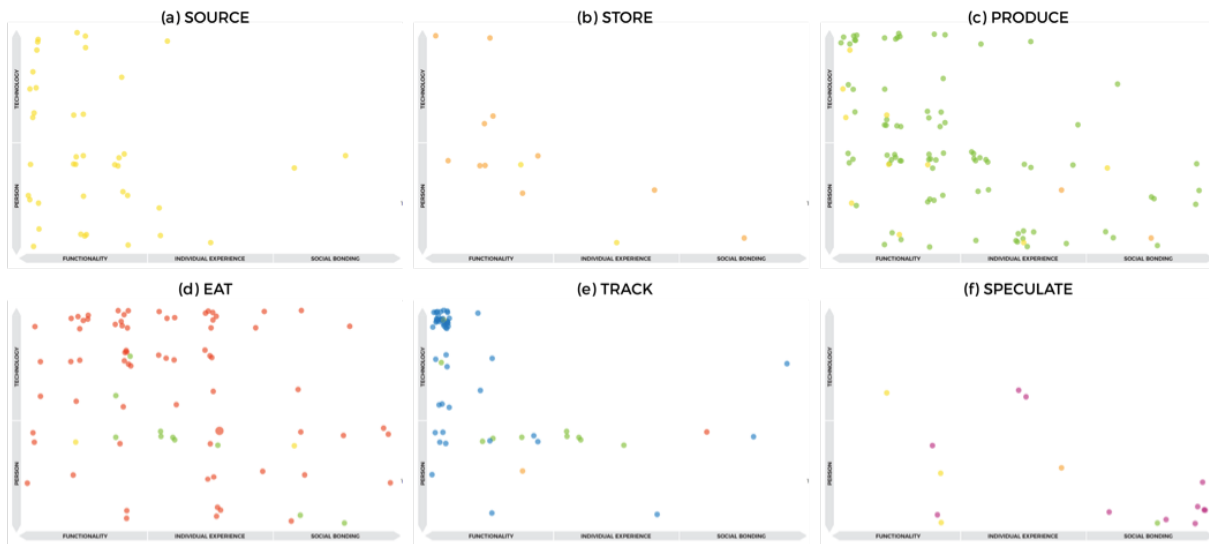 (a) SOURCE
(b) STORE
(c) PRODUCE
TECHNOLOGY
TECHNOLOGY
TECHNOLOGY
PERSON
PERSON
PERSON
FUNCTIONALITY INDIVIDUAL EXPERIENCE SOCIAL BONDING
FUNCTIONALITY INDIVIDUAL EXPERIENCE SOCIAL BONDING
FUNCTIONALITY INDIVIDUAL EXPERIENCE SOCIAL BONDING
(d) EAT
(e) TRACK
(f) SPECULATE
TECHNOLOGY
TECHNOLOGY
TECHNOLOGY
PERSON
PERSON
PERSON
FUNCTIONALITY INDIVIDUAL EXPERIENCE SOCIAL BONDING
FUNCTIONALITY INDIVIDUAL EXPERIENCE SOCIAL BONDING
FUNCTIONALITY INDIVIDUAL EXPERIENCE SOCIAL BONDING